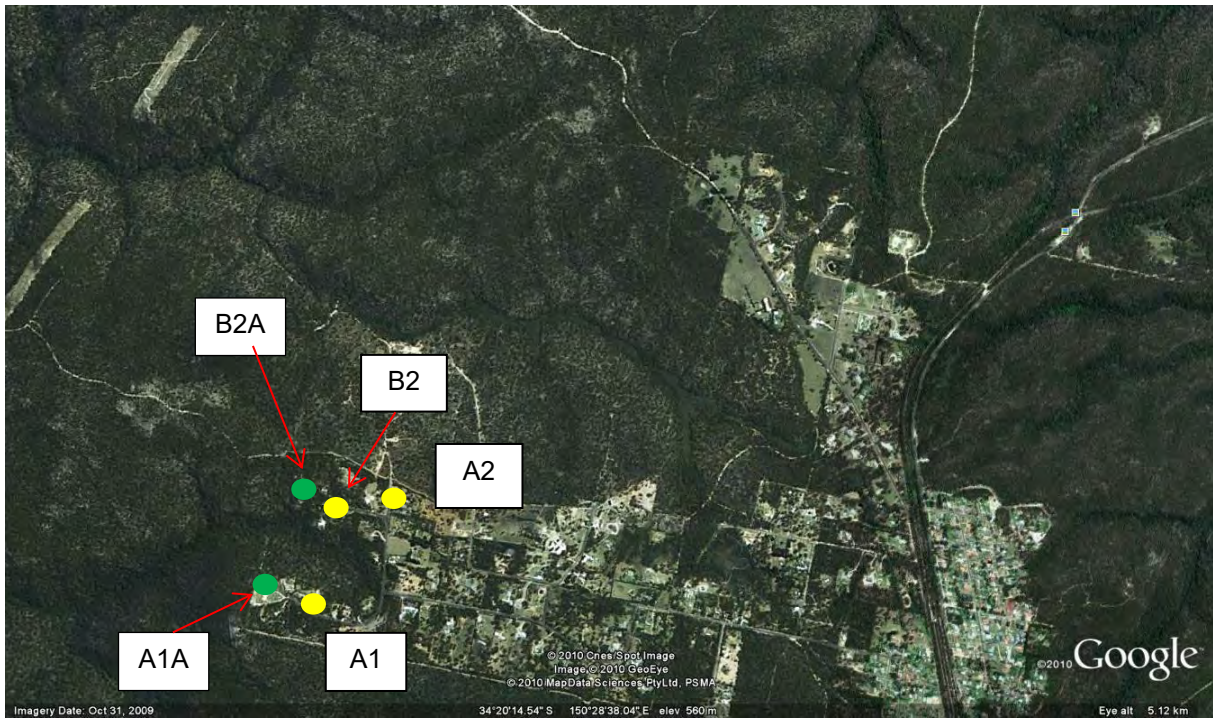 B2A
B2
A2
A1A
A1
© 2010 Cnes/Spot Image
Image © 2010 GeoEye
© 2010 MapData Sciences PtyLtd, PSMA
©2010 Google
Imagery Date: Oct 31, 2009
34°20'14.54" S 150°28'38.04" E elev 560 m
Eye alt 5.12 km